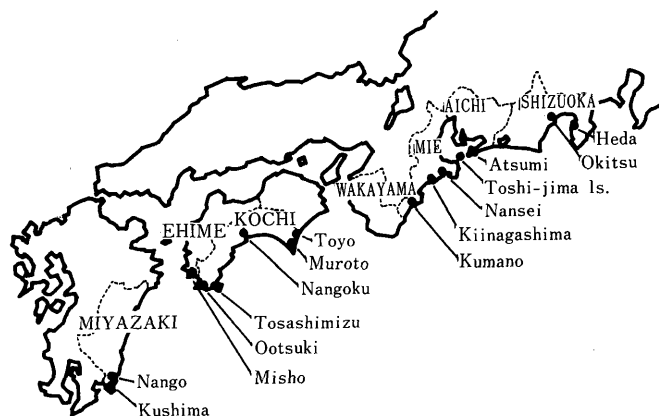 AICHI
SHIZUOKA
MIE
Heda
Okitsu
Atsumi
Toshi-jima Is.
WAKAYAMA
Nansei
Kiinagashima
Kumano
KOCHI
EHIME
Toyo
Muroto
Nangoku
MIYAZAKI
Tosashimizu
Ootsuki
Misho
Nango
Kushima